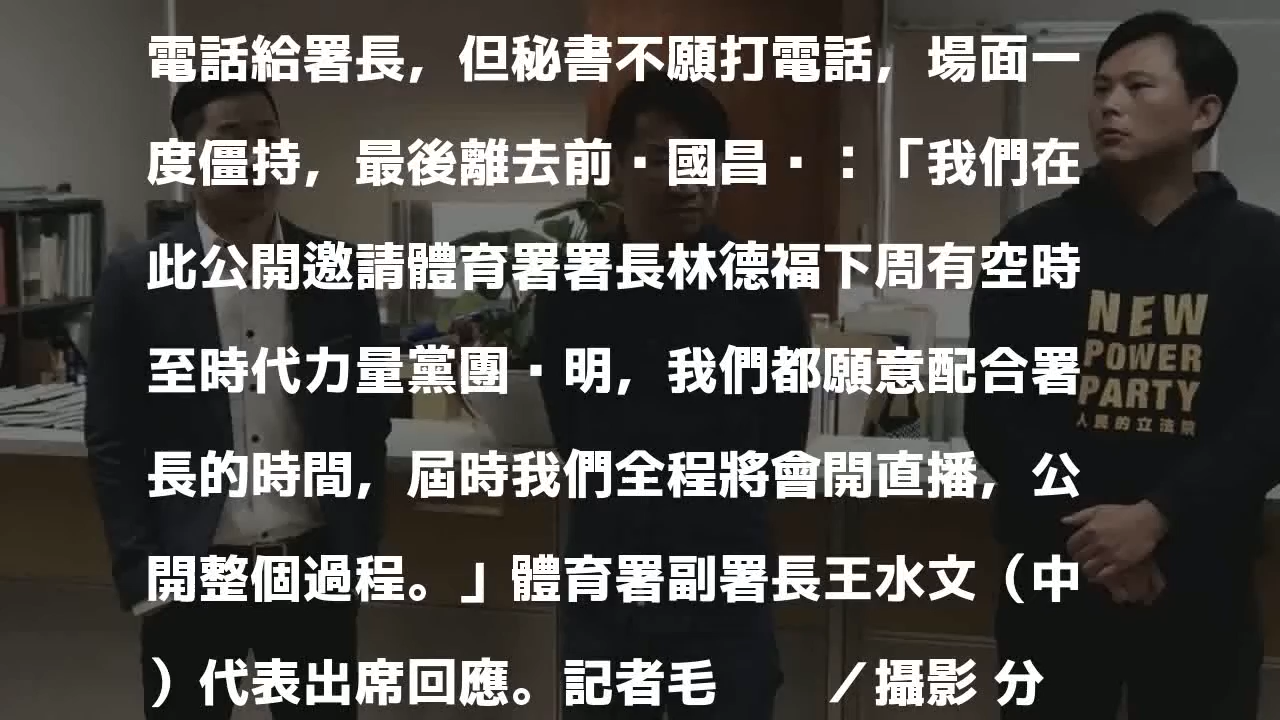 電話給署長，但秘書不願打電話，場面一
度僵持，最後離去前▪國昌▪：「我們在
此公開邀請體育署署長林德福下周有空時
至時代力量黨團▪明，我們都願意配合署
長的時間，屆時我們全程將會開直播，公
開整個過程。」體育署副署長王水文（中
）代表出席回應。記者毛　　／攝影 分
NEW
POWER
PARTY
人民的立法院